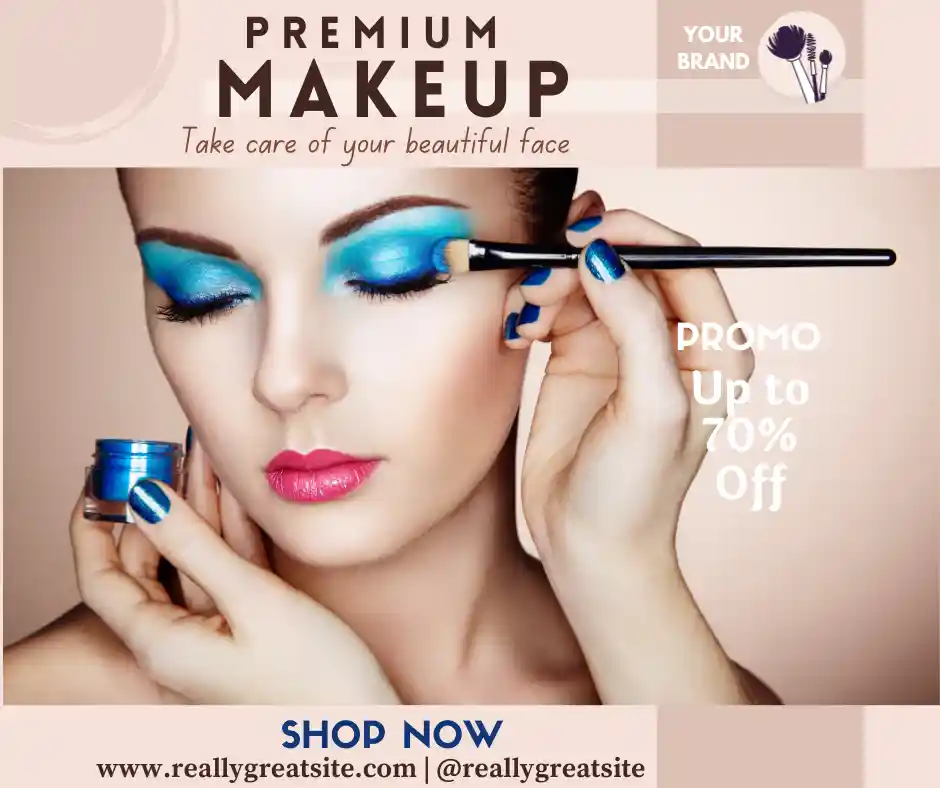 PREMIUM
MAKEUP
Take care of your beautiful face
YOUR
BRAND
PROMO
Up to
70%
Off
SHOP NOW
www.reallygreatsite.com | @reallygreatsite